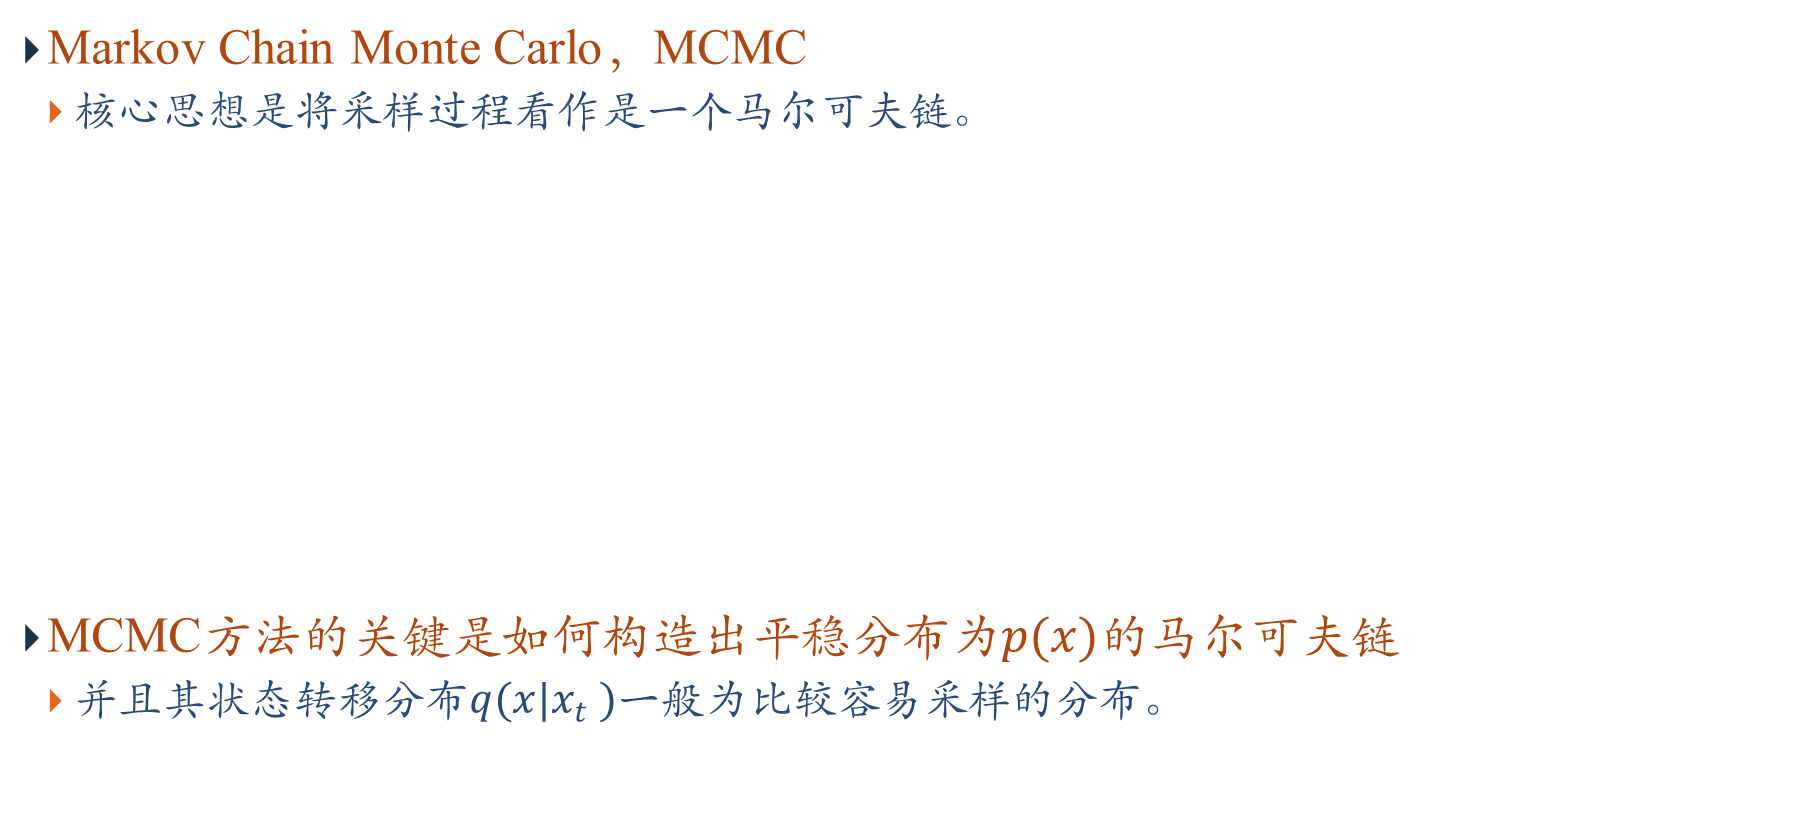 Markov Chain Monte Carlo，MCMC
核心思想是将采样过程看作是一个马尔可夫链。
MCMC方法的关键是如何构造出平稳分布为p(x)的马尔可夫链
并且其状态转移分布q(x|x_t )一般为比较容易采样的分布。